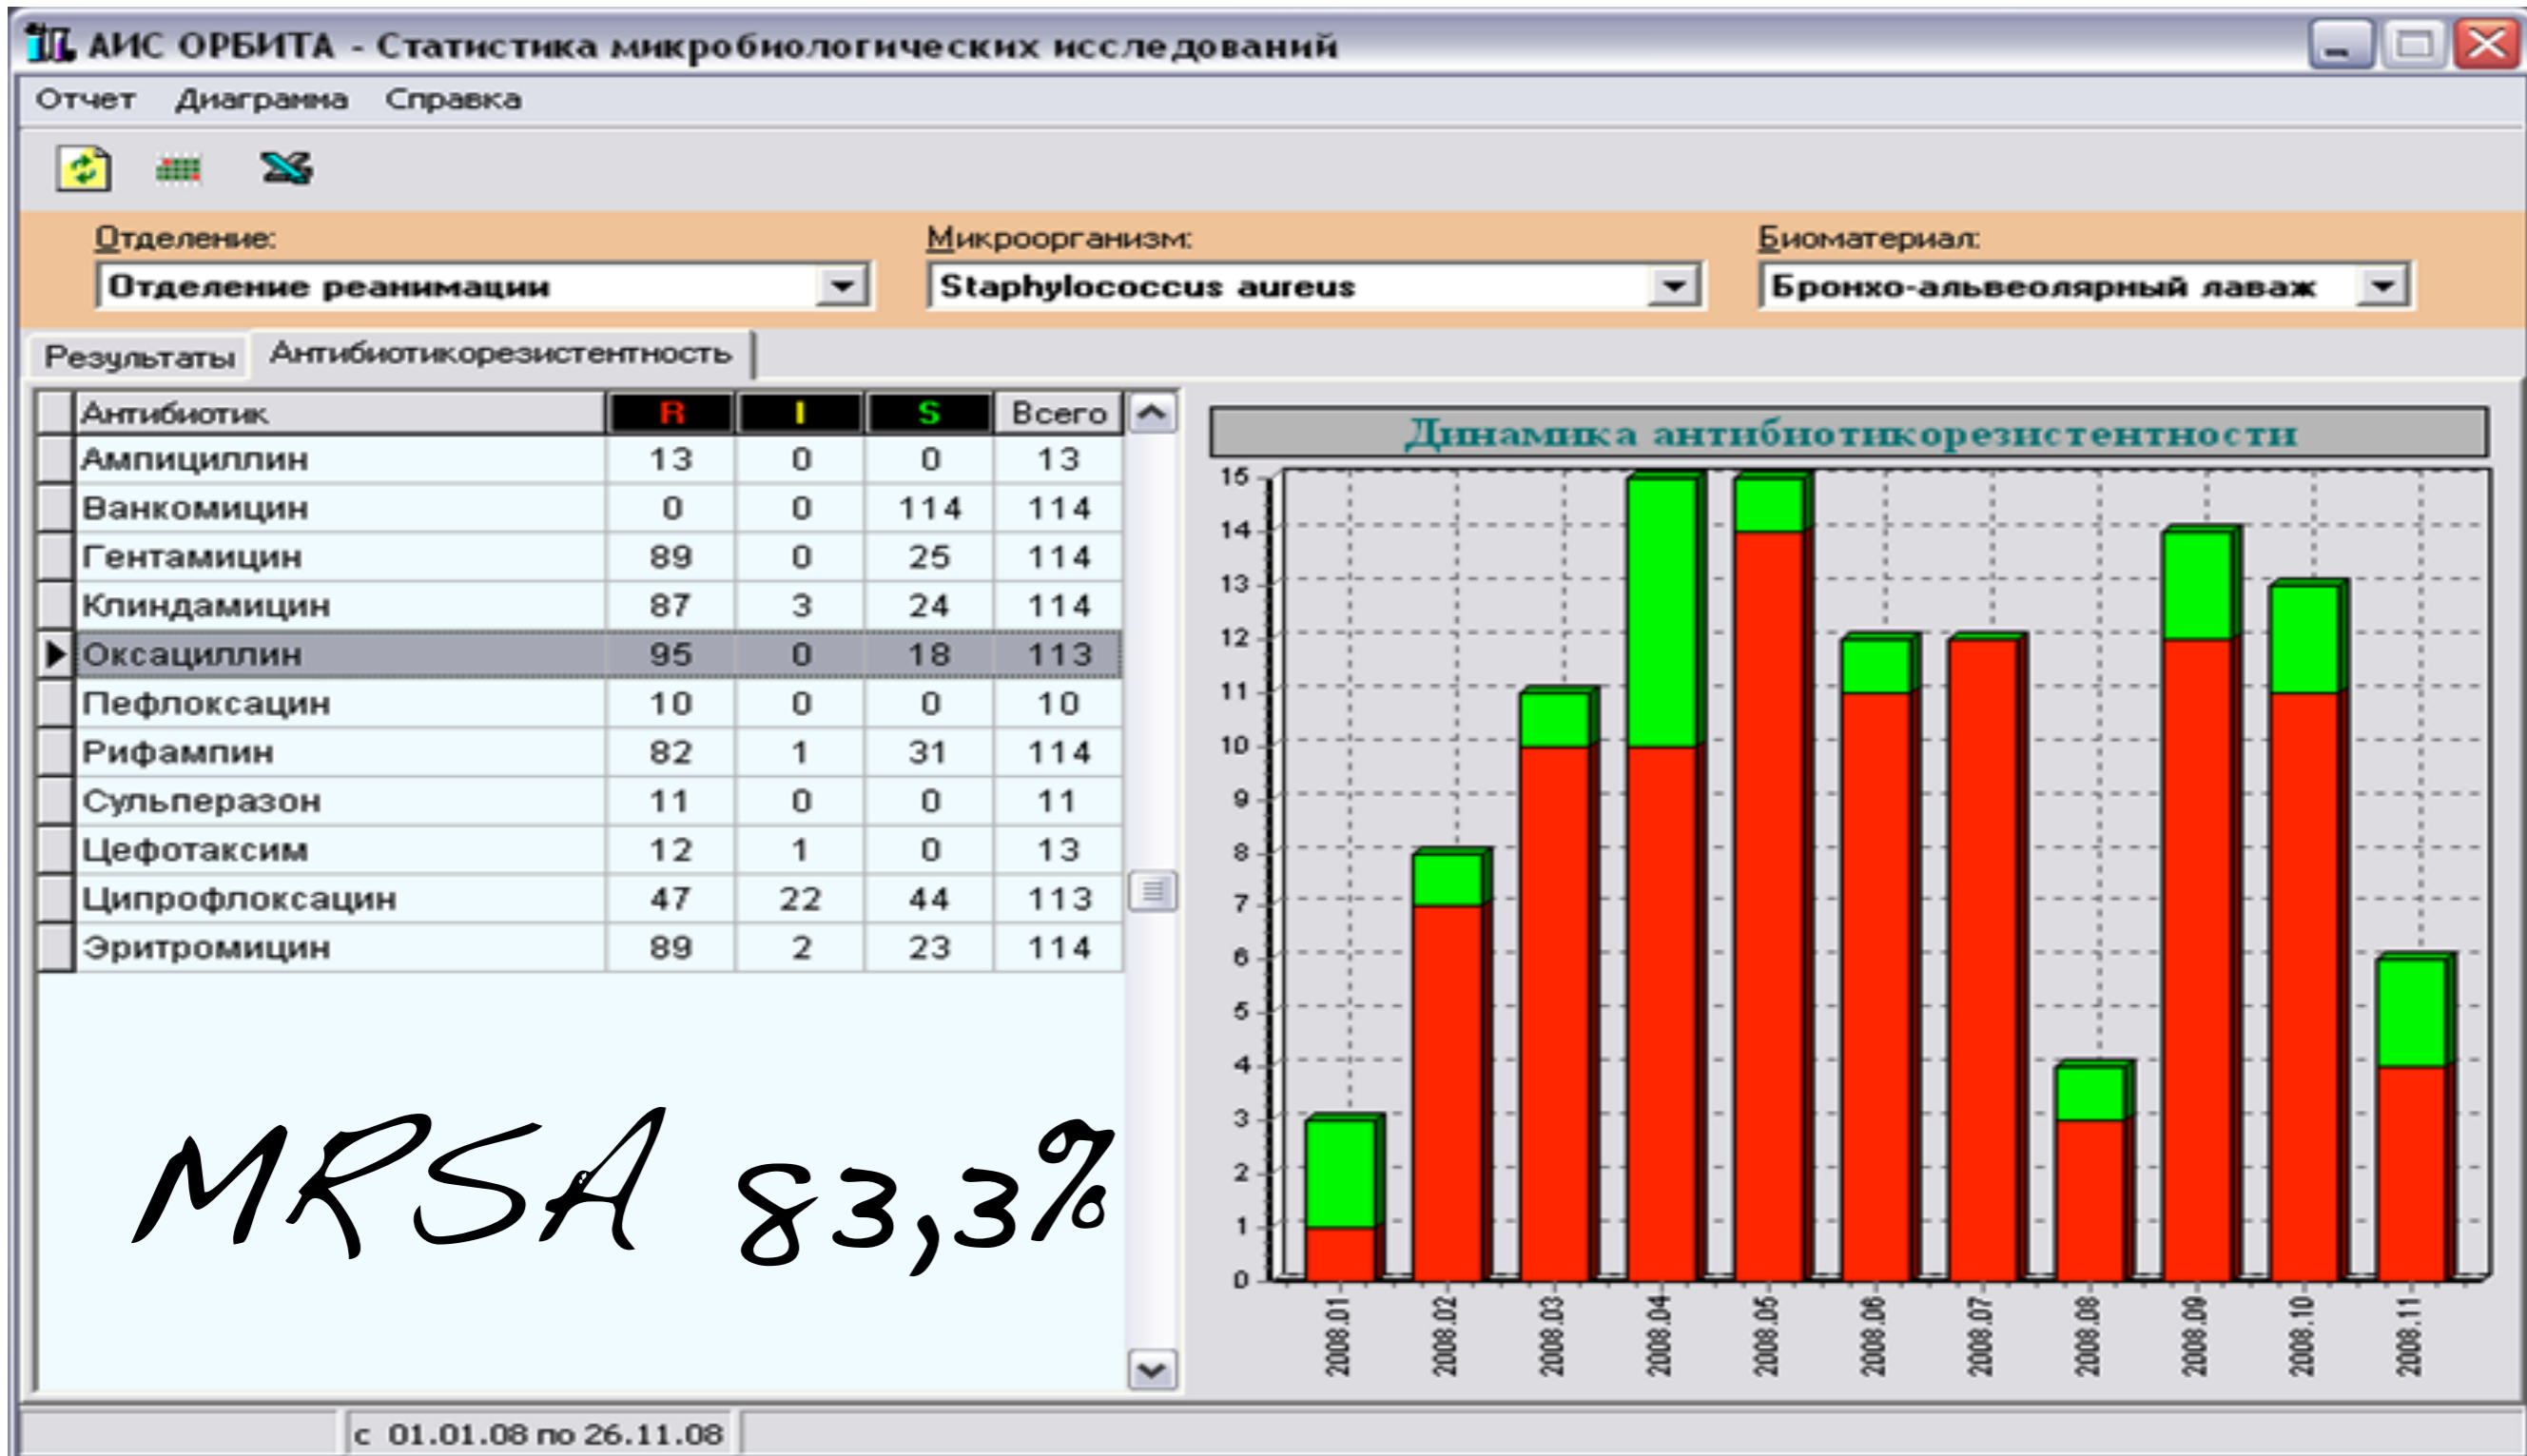 АИС ОРБИТА - Статистика микробиологических исследований
Отчет Диаграмма Справка
Отделение: Микроорганизм: Биоматериал:
Отделение реанимации Staphylococcus aureus Бронхо-альвеолярный лаваж
Результаты Антибиотикорезистентность
Антибиотик R I S Всего
Ампициллин 13 0 0 13
Ванкомицин 0 0 114 114
Гентамицин 89 0 25 114
Клиндамицин 87 3 24 114
Оксациллин 95 0 18 113
Пефлоксацин 10 0 0 10
Рифампин 82 1 31 114
Сульперазон 11 0 0 11
Цефотаксим 12 1 0 13
Ципрофлоксацин 47 22 44 113
Эритромицин 89 2 23 114
MRSA 83,3%
Динамика антибиотикорезистентности
15
14
13
12
11
10
9
8
7
6
5
4
3
2
1
0
2008.01 2008.02 2008.03 2008.04 2008.05 2008.06 2008.07 2008.08 2008.09 2008.10 2008.11
с 01.01.08 по 26.11.08